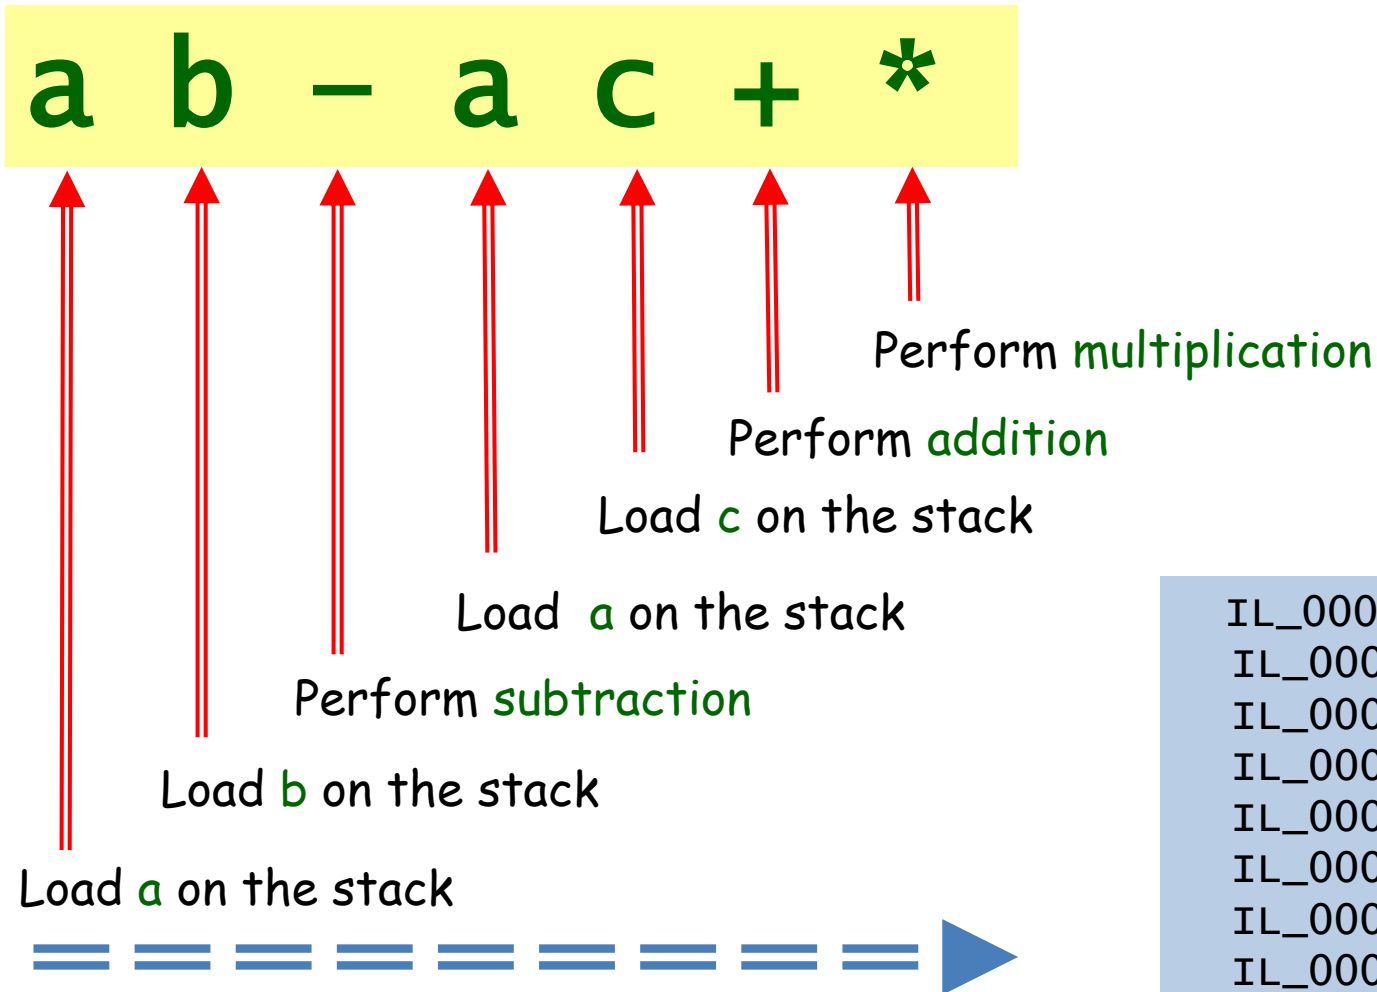 a b - a c + *
Perform multiplication
Perform addition
Load c on the stack
Load a on the stack
Perform subtraction
Load b on the stack
Load a on the stack
IL_000
IL_000
IL_000
IL_000
IL_000
IL_000
IL_000
IL_000